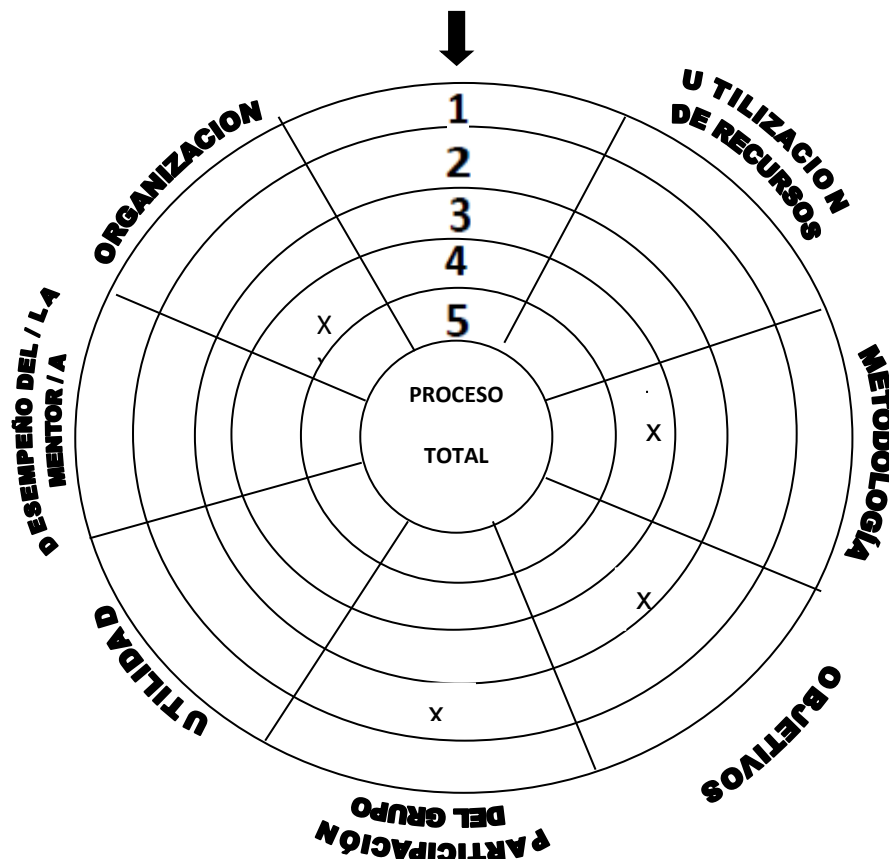 1
2
3
4
5
PROCESO
TOTAL
U TILIZACION
DE RECURSOS
METODOLOGÍA
OBJETIVOS
PARTICIPACIÓN
DEL GRUPO
UTILIDAD
D ESEMPEÑO DEL / LA
MENTOR / A
ORGANIZACION
X
x
x
x